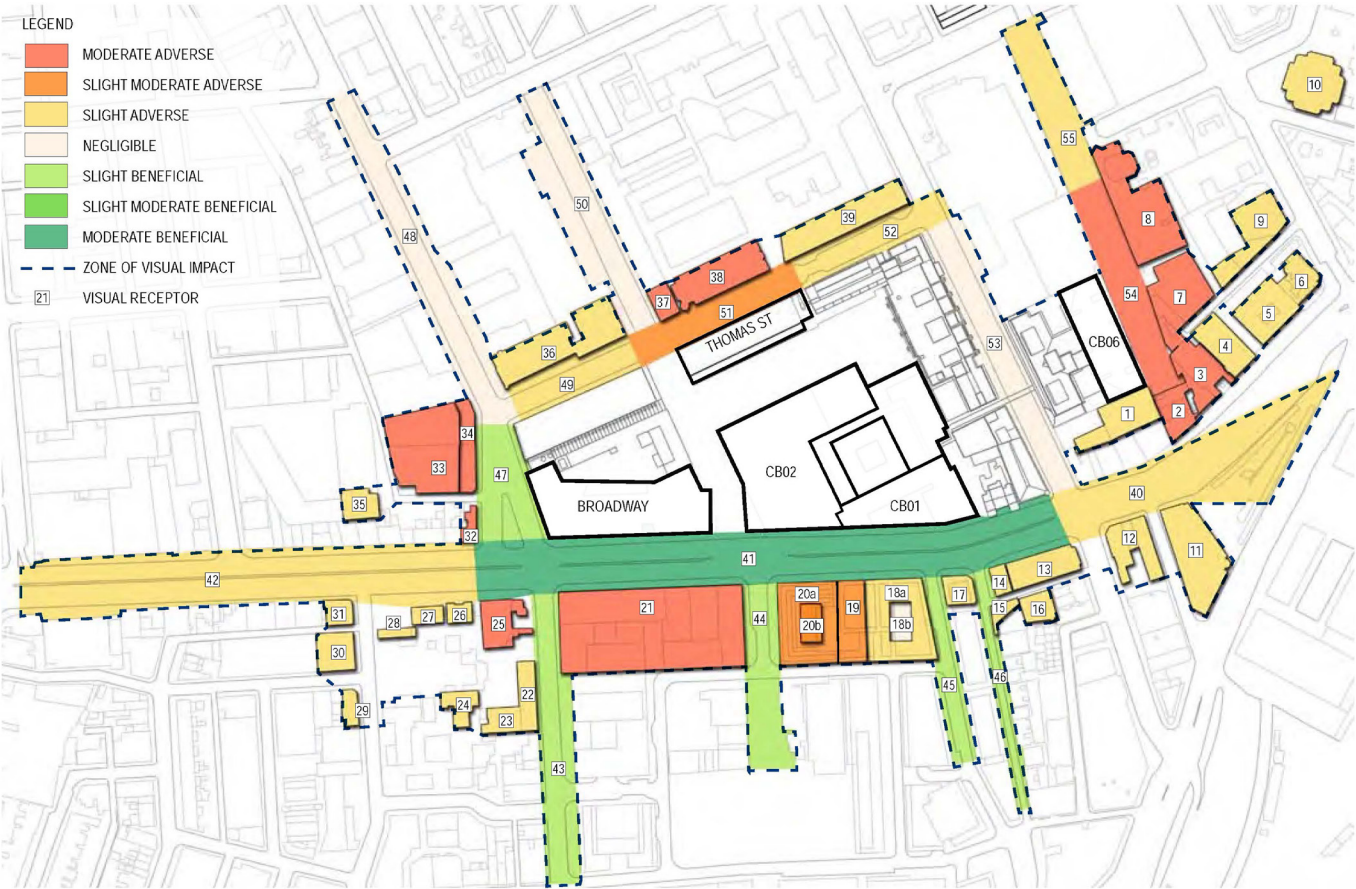 LEGEND
MODERATE ADVERSE
SLIGHT MODERATE ADVERSE
SLIGHT ADVERSE
NEGLIGIBLE
SLIGHT BENEFICIAL
SLIGHT MODERATE BENEFICIAL
MODERATE BENEFICIAL
ZONE OF VISUAL IMPACT
21 VISUAL RECEPTOR
10
55
50
39
8
9
48
52
38
37
6
54
7
51
5
THOMAS ST
CB06
53
4
36
3
49
1
2
34
33
47
CB02
40
35
BROADWAY
CB01
32
12
11
41
42
13
14
20a
18a
17
21
19
31
27
26
44
20b
18b
15
16
28
25
30
22
45
46
29
24
23
43